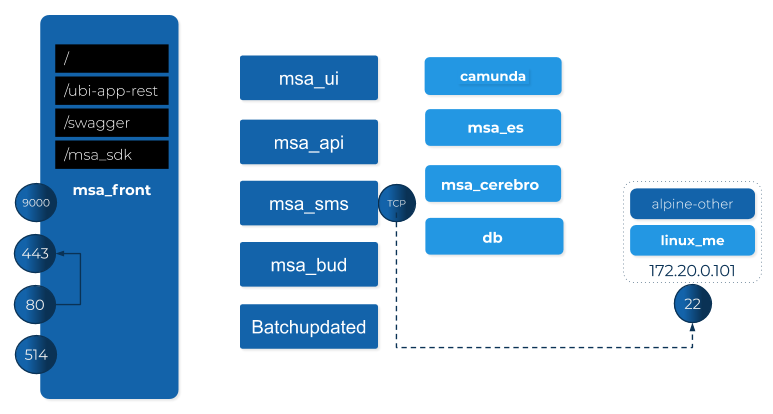 /
/ubi-app-rest
/swagger
/msa_sdk
msa_front
9000
443
80
514
msa_ui
msa_api
msa_sms
msa_bud
Batchupdated
TCP
camunda
msa_es
msa_cerebro
db
alpine-other
linux_me
172.20.0.101
22